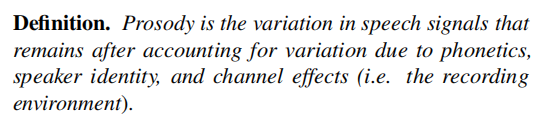 Definition. Prosody is the variation in speech signals that
remains after accounting for variation due to phonetics,
speaker identity, and channel effects (i.e. the recording
environment).